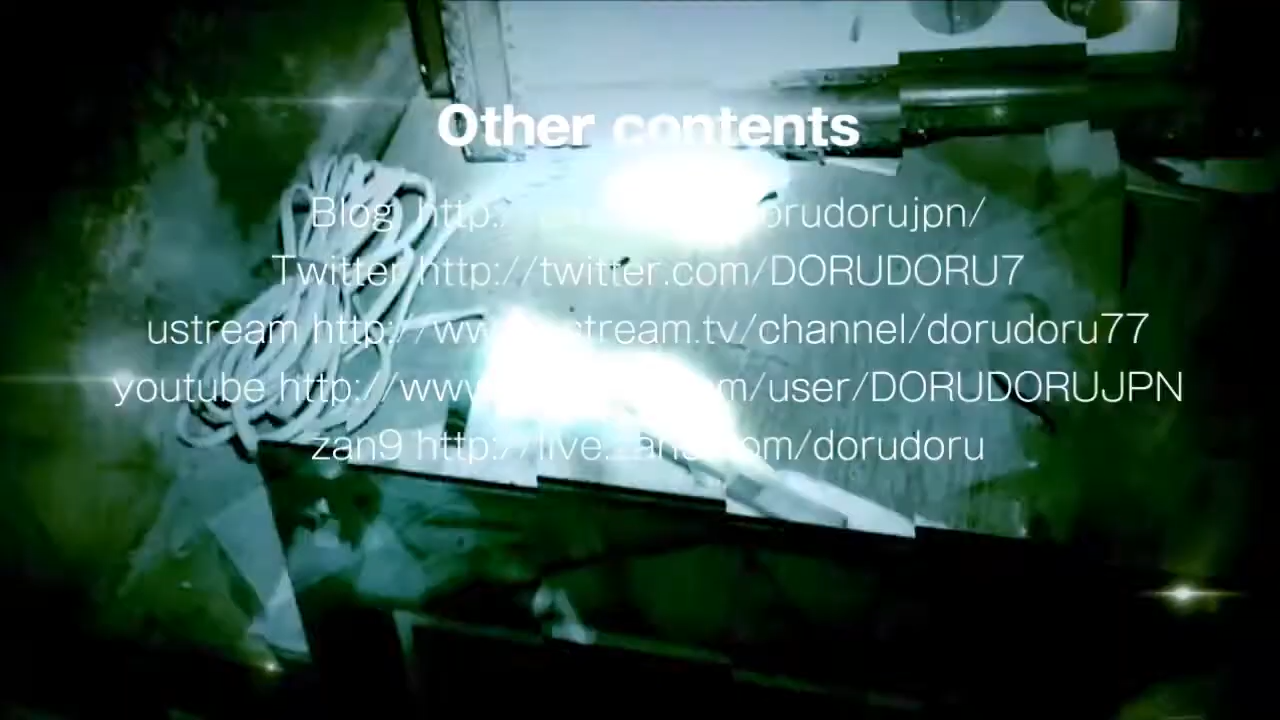 Other contents
Blog http: orudorujpn/
Twitter http://twitter.com/DORUDORU7
ustream http://www stream.tv/channel/dorudoru77
youtube http://www m/user/DORUDORUJPN
zan9 http://live. om/dorudoru